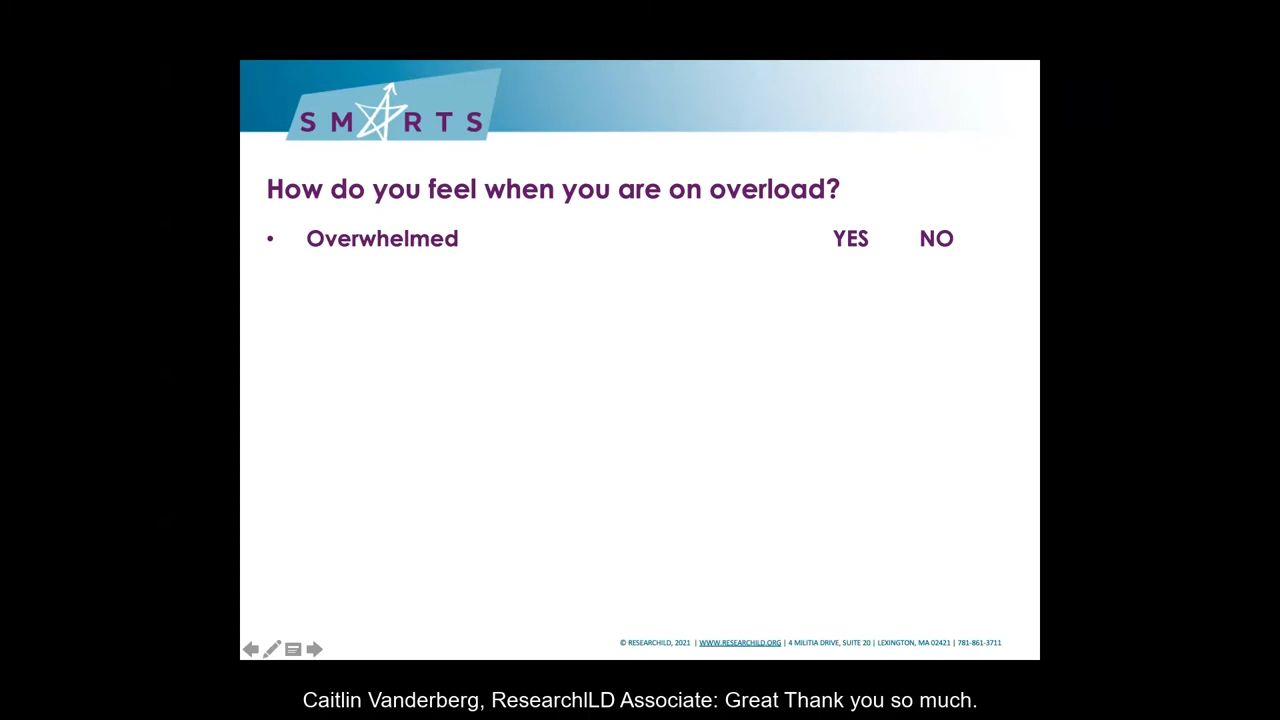 SMARTS
How do you feel when you are on overload?
• Overwhelmed YES NO
© RESEARCHILD, 2021 | WWW.RESEARCHILD.ORG | 4 MILITIA DRIVE, SUITE 20 | LEXINGTON, MA 02421 | 781-861-3711
Caitlin Vanderberg, ResearchILD Associate: Great Thank you so much.